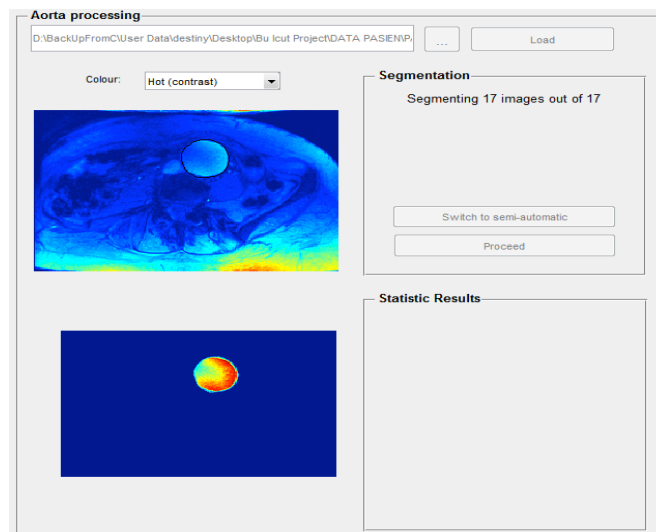 Aorta processing
D:\BackUpFromC\User Data\destiny\Desktop\Bu Icut Project\DATA PASIEN\P
...
Load
Colour:
Hot (contrast)
Segmentation
Segmenting 17 images out of 17
Switch to semi-automatic
Proceed
Statistic Results